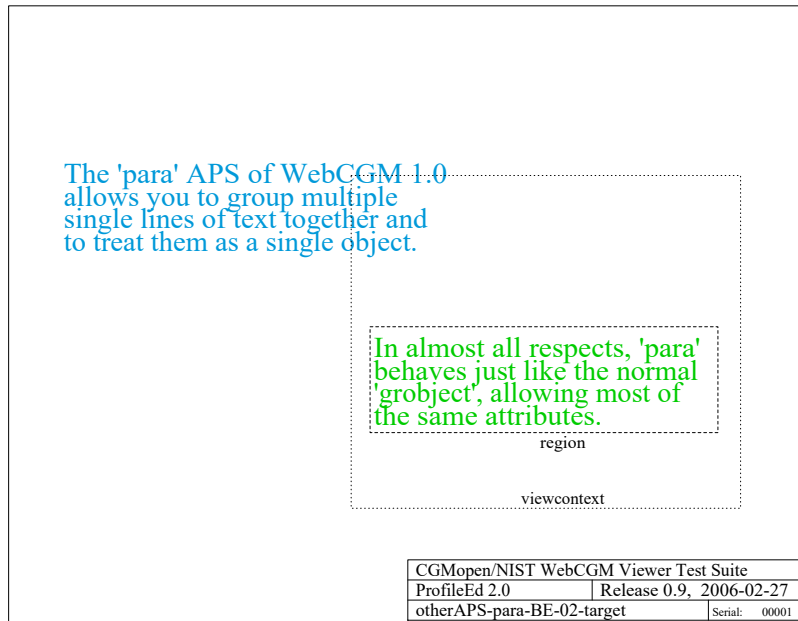 The 'para' APS of WebCGM 1.0
allows you to group multiple
single lines of text together and
to treat them as a single object.
In almost all respects, 'para'
behaves just like the normal
'grobject', allowing most of
the same attributes.
region
viewcontext
CGMopen/NIST WebCGM Viewer Test Suite
ProfileEd 2.0 Release 0.9, 2006-02-27
otherAPS-para-BE-02-target Serial: 00001